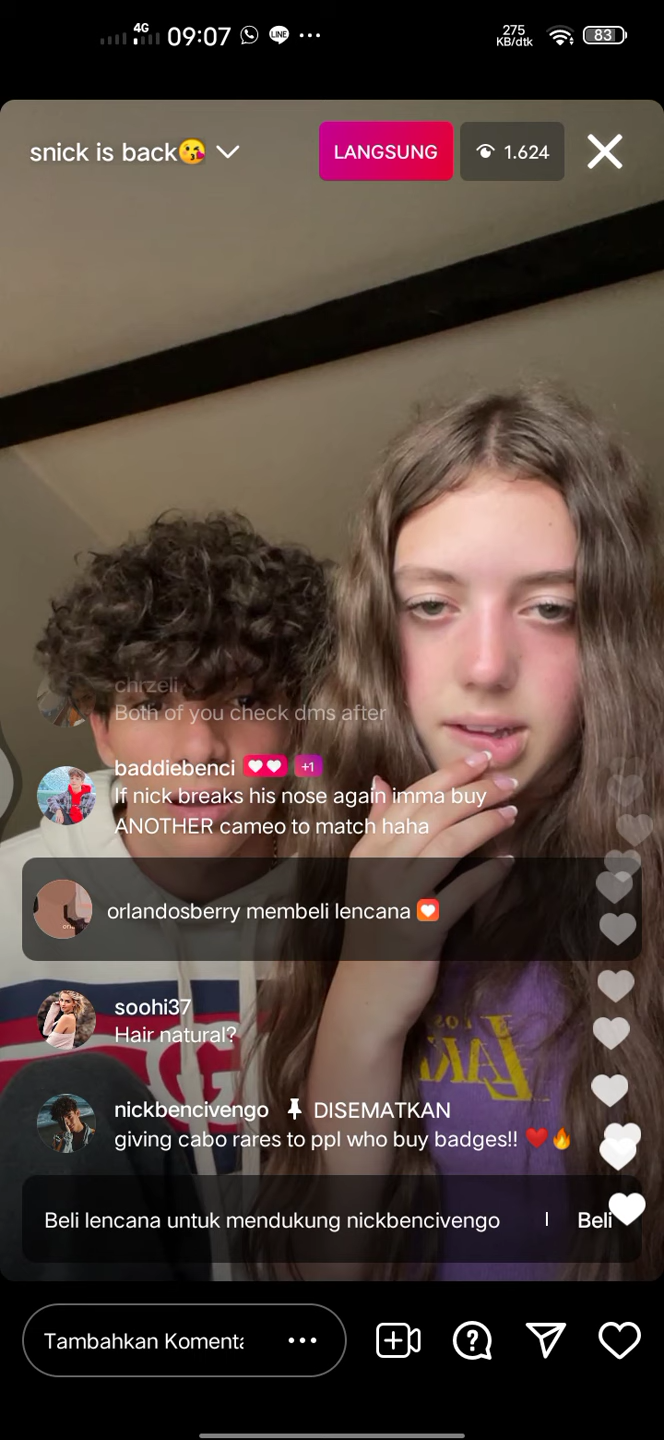 4G 09:07 LINE 275 KB/dtk 83
snick is back😘 LANGSUNG 1.624
chrzeli
Both of you check dms after
baddiebenci +1
If nick breaks his nose again imma buy
ANOTHER cameo to match haha
orlandosberry membeli lencana
soohi37
Hair natural?
nickbencivengo DISEMATKAN
giving cabo rares to ppl who buy badges!! ❤️🔥
Beli lencana untuk mendukung nickbencivengo | Beli
Tambahkan Komenta